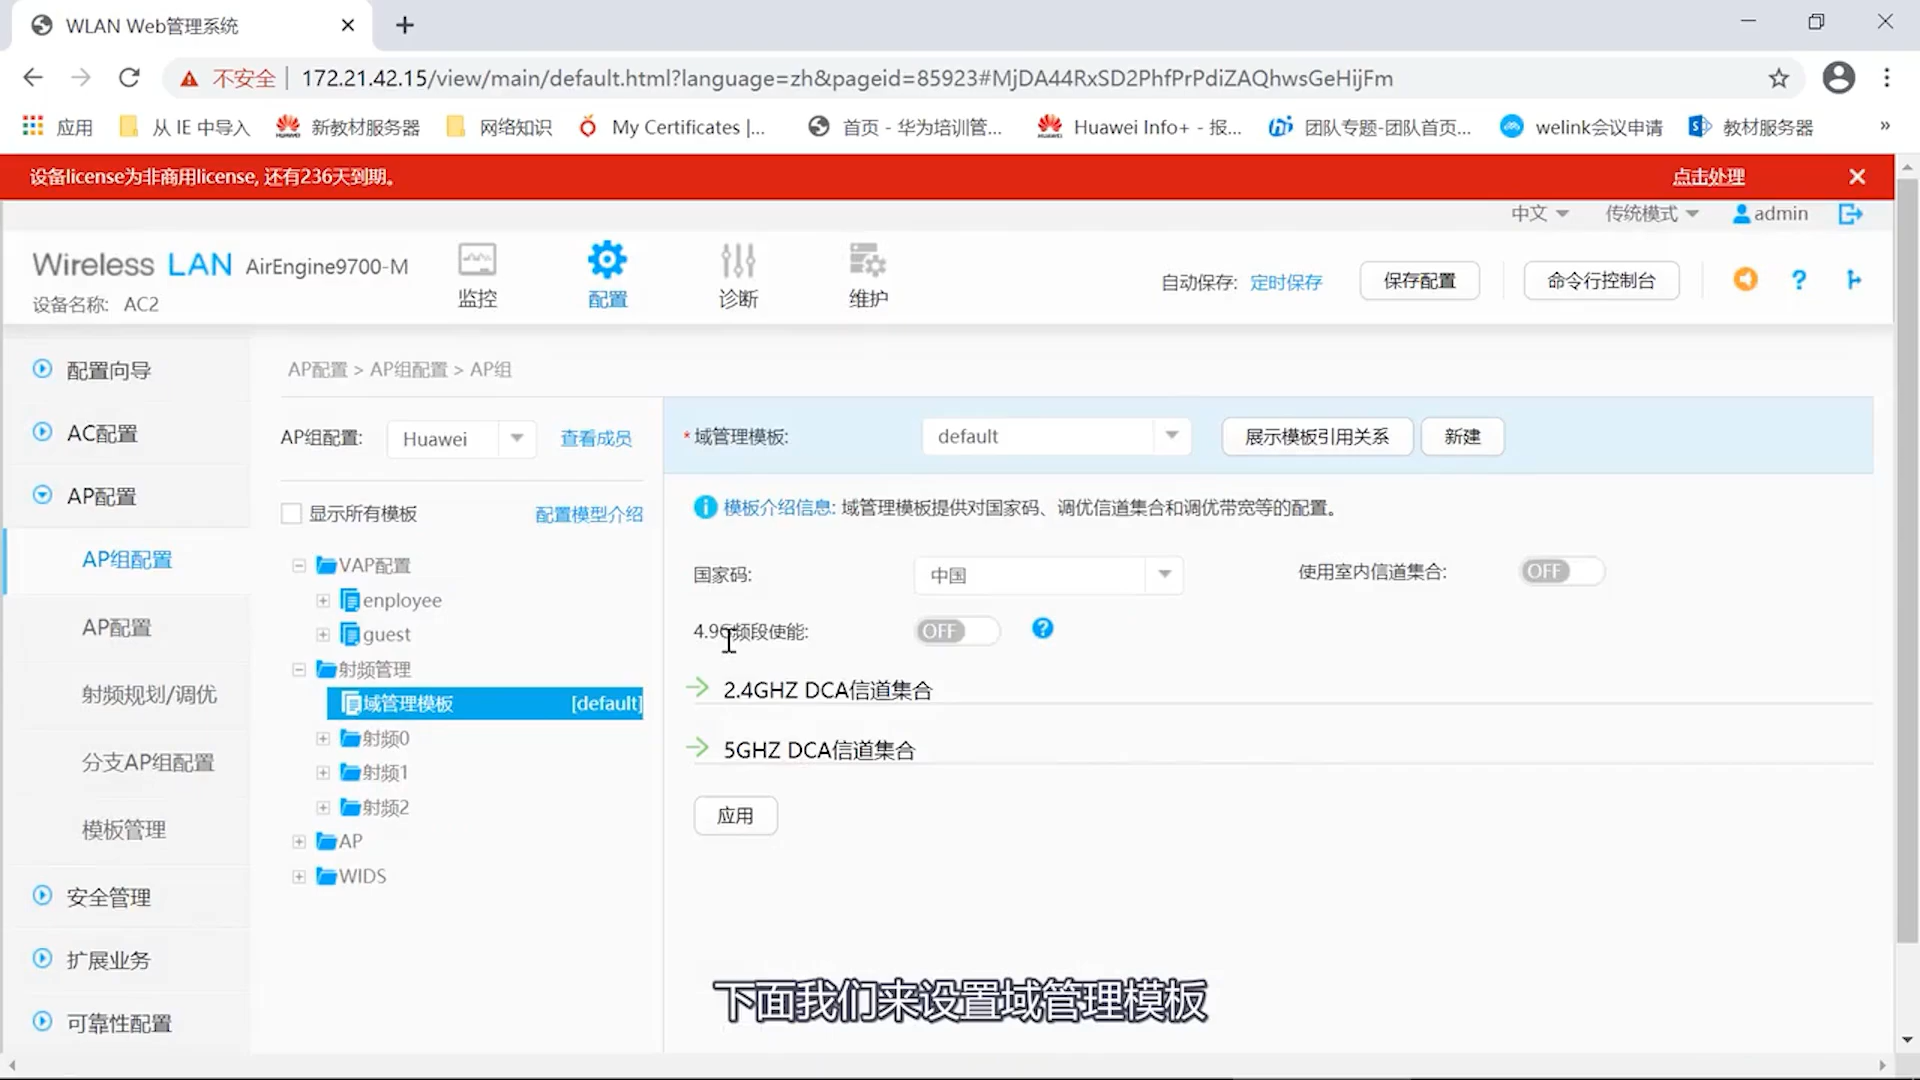 WLAN Web管理系统
不安全 172.21.42.15/view/main/default.html?language=zh&pageid=85923#MjDA44RxSD2PhfPrPdiZAQhwsGeHijFm
应用 从 IE 中导入 新教材服务器 网络知识 My Certificates |... 首页 - 华为培训管... Huawei Info+ - 报... 团队专题-团队首页... welink会议申请 教材服务器 »
设备license为非商用license, 还有236天到期。 点击处理
中文 传统模式 admin
Wireless LAN AirEngine9700-M
设备名称: AC2
监控 配置 诊断 维护
自动保存: 定时保存 保存配置 命令行控制台
配置向导
AC配置
AP配置
AP组配置
AP配置
射频规划/调优
分支AP组配置
模板管理
安全管理
扩展业务
可靠性配置
AP配置 > AP组配置 > AP组
AP组配置: Huawei 查看成员
显示所有模板 配置模型介绍
VAP配置
enployee
guest
射频管理
域管理模板 [default]
射频0
射频1
射频2
AP
WIDS
* 域管理模板: default 展示模板引用关系 新建
模板介绍信息: 域管理模板提供对国家码、调优信道集合和调优带宽等的配置。
国家码: 中国 使用室内信道集合: OFF
4.9G频段使能: OFF
2.4GHZ DCA信道集合
5GHZ DCA信道集合
应用
下面我们来设置域管理模板